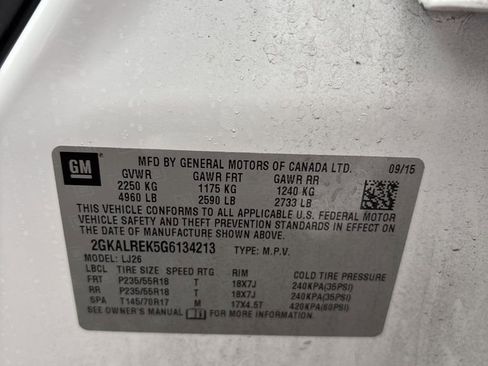 GM
MFD BY GENERAL MOTORS OF CANADA LTD.
09/15
GVWR GAWR FRT GAWR RR
2250 KG 1175 KG 1240 KG
4960 LB 2590 LB 2733 LB
THIS VEHICLE CONFORMS TO ALL APPLICABLE U.S. FEDERAL MOTOR
VEHICLE SAFETY AND THEFT PREVENTION STANDARDS IN EFFECT ON
THE DATE OF MANUFACTURE SHOWN ABOVE.
2GKALREK5G6134213 TYPE: M.P.V.
MODEL: LJ26
LBCL TIRE SIZE SPEED RTG RIM COLD TIRE PRESSURE
FRT P235/55R18 T 18X7J 240KPA(35PSI)
RR P235/55R18 T 18X7J 240KPA(35PSI)
SPA T145/70R17 M 17X4.5T 420KPA(60PSI)
SEE OWNER'S MANUAL FOR MORE INFORMATION.